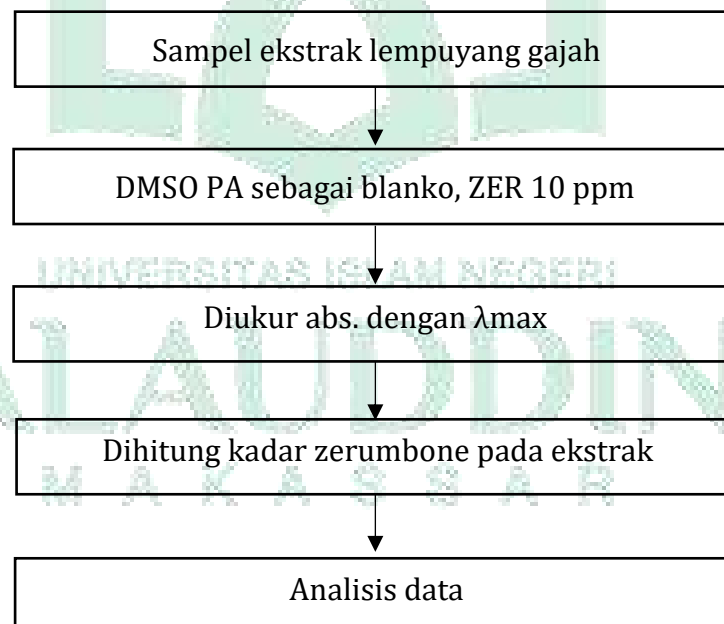 Sampel ekstrak lempuyang gajah
DMSO PA sebagai blanko, ZER 10 ppm
UNIVERSITAS ISLAM NEGERI
Diukur abs. dengan λmax
ALAUDDIN
Dihitung kadar zerumbone pada ekstrak
M A K A S S A R
Analisis data